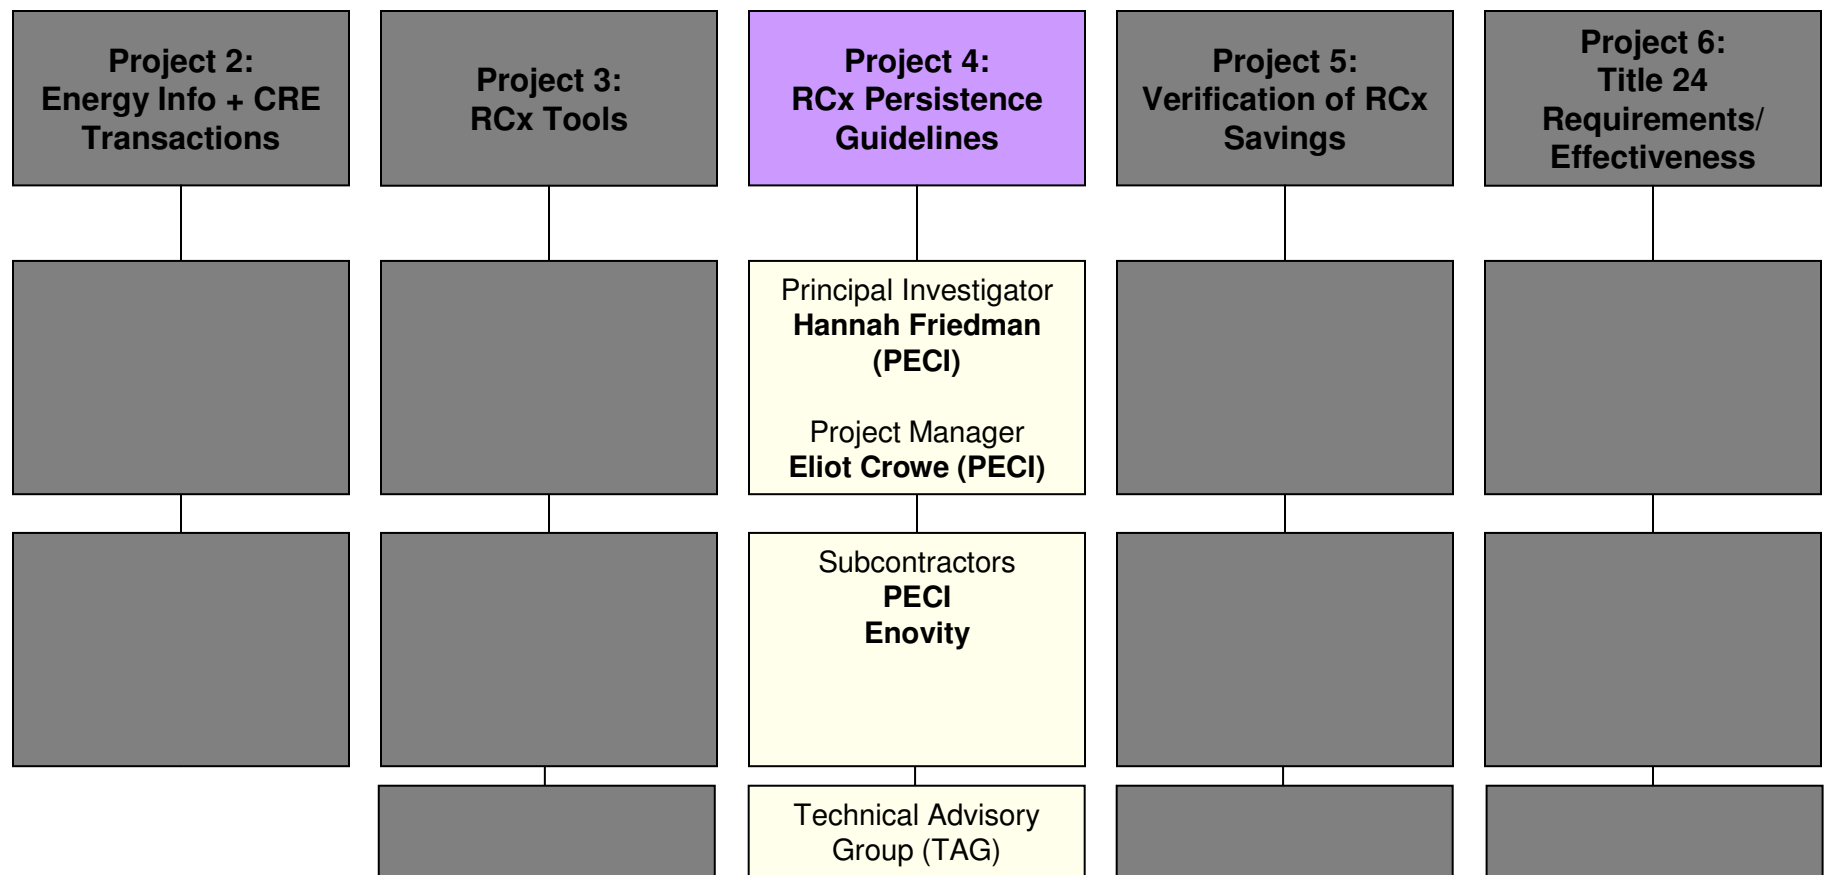 Project 2:
Energy Info + CRE
Transactions
Project 3:
RCx Tools
Project 4:
RCx Persistence
Guidelines
Project 5:
Verification of RCx
Savings
Project 6:
Title 24
Requirements/
Effectiveness
Principal Investigator
Hannah Friedman
(PECI)
Project Manager
Eliot Crowe (PECI)
Subcontractors
PECI
Enovity
Technical Advisory
Group (TAG)